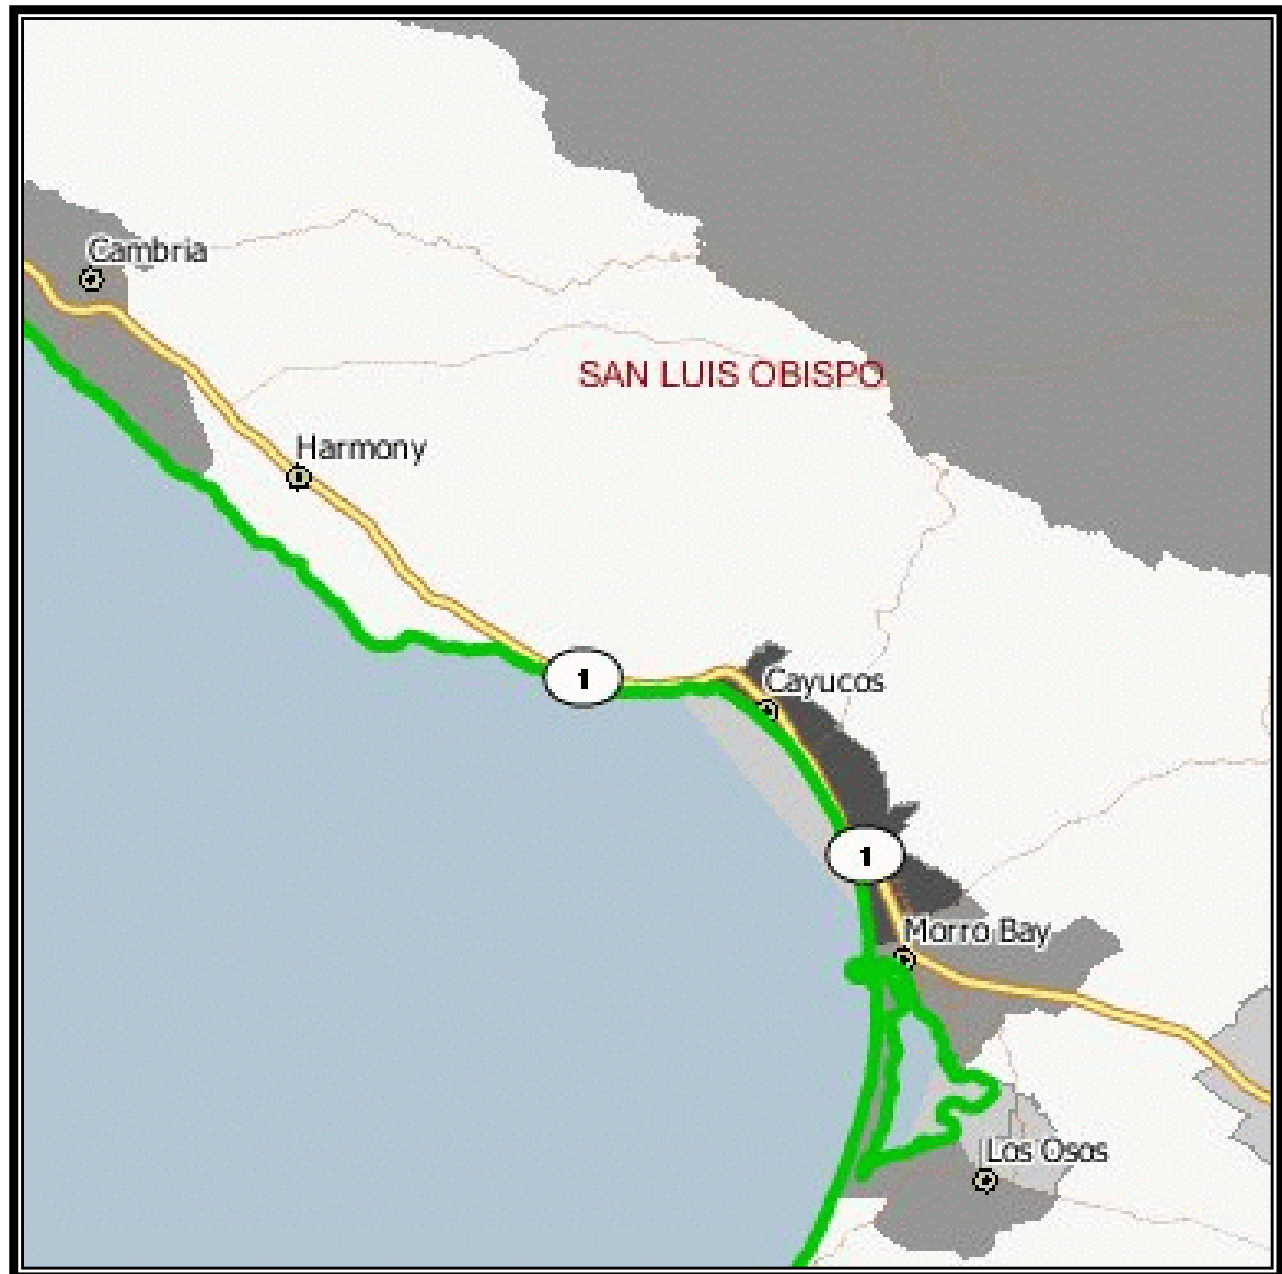 Cambria
SAN LUIS OBISPO
Harmony
1
Cayucos
1
Morro Bay
Los Osos